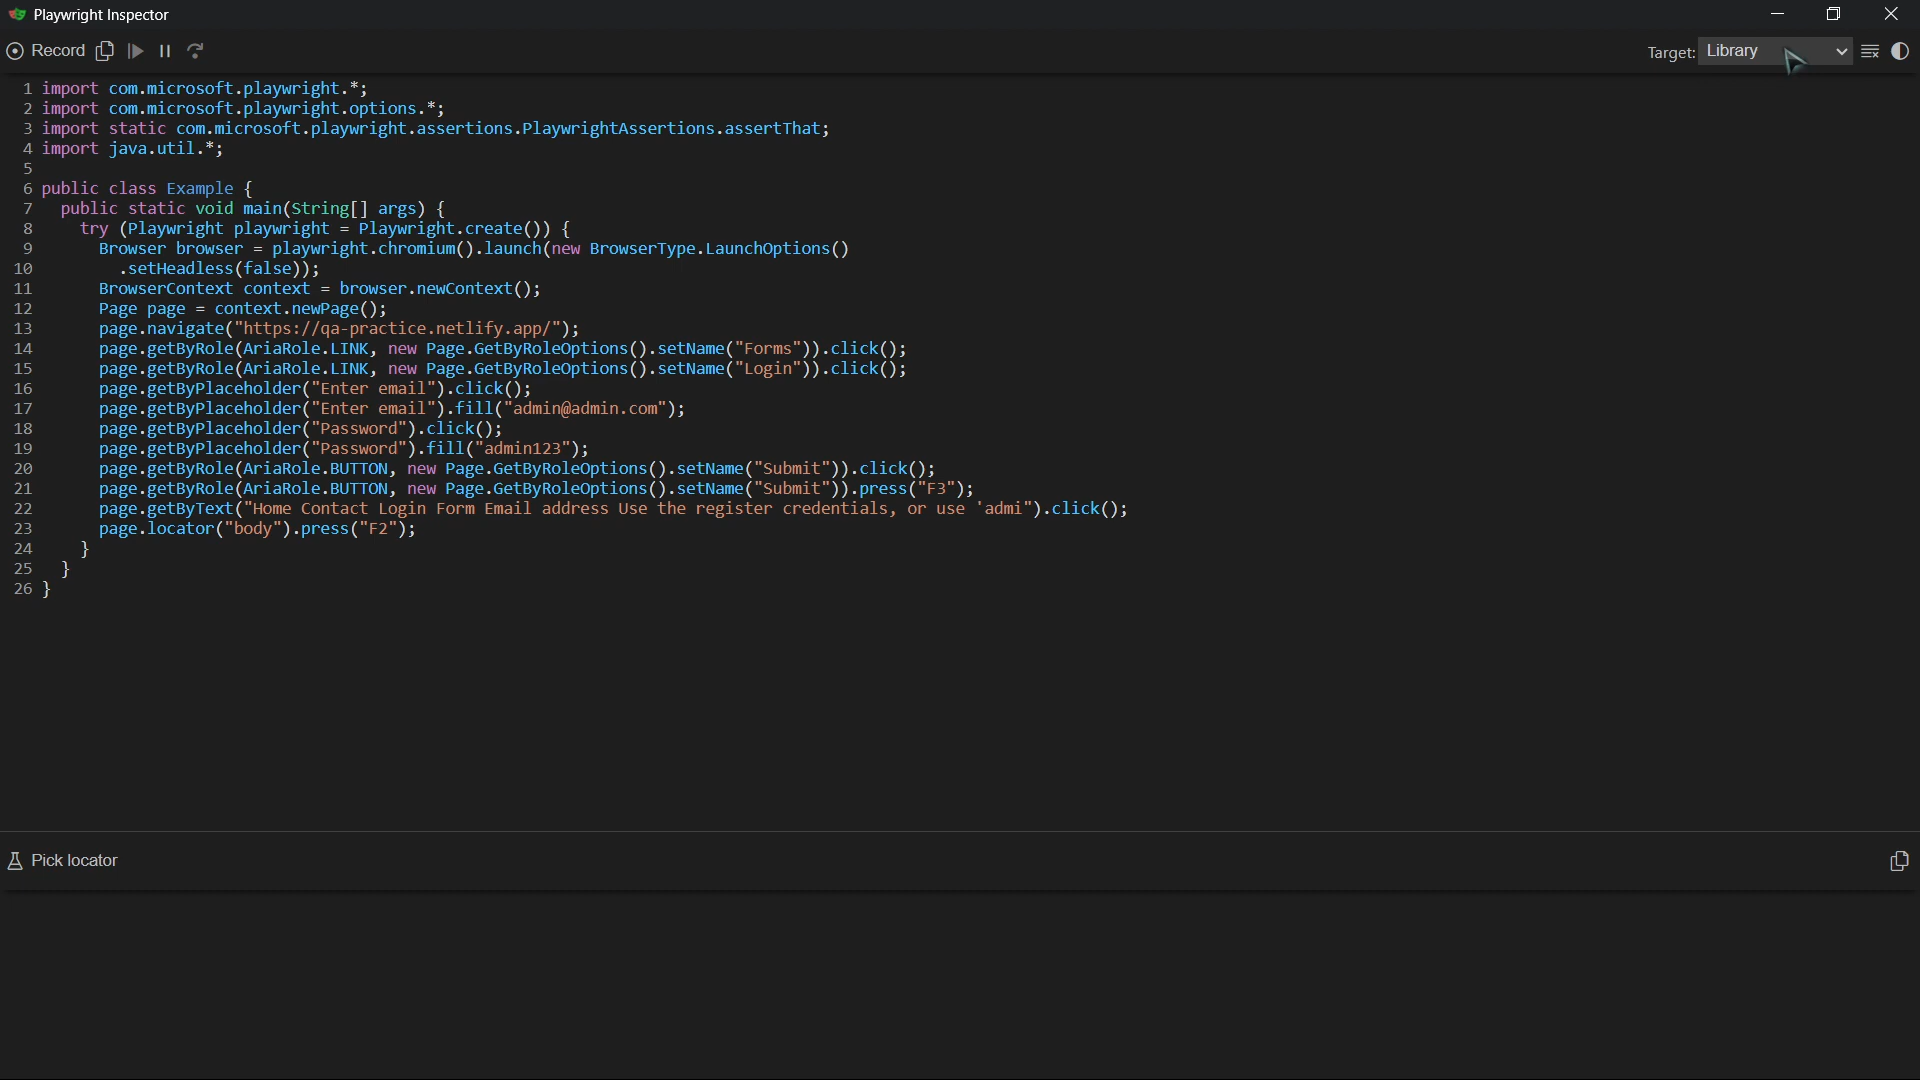 Playwright Inspector
Record
Target: Library
1 import com.microsoft.playwright.*;
2 import com.microsoft.playwright.options.*;
3 import static com.microsoft.playwright.assertions.PlaywrightAssertions.assertThat;
4 import java.util.*;
5
6 public class Example {
7   public static void main(String[] args) {
8     try (Playwright playwright = Playwright.create()) {
9       Browser browser = playwright.chromium().launch(new BrowserType.LaunchOptions()
10         .setHeadless(false));
11       BrowserContext context = browser.newContext();
12       Page page = context.newPage();
13       page.navigate("https://qa-practice.netlify.app/");
14       page.getByRole(AriaRole.LINK, new Page.GetByRoleOptions().setName("Forms")).click();
15       page.getByRole(AriaRole.LINK, new Page.GetByRoleOptions().setName("Login")).click();
16       page.getByPlaceholder("Enter email").click();
17       page.getByPlaceholder("Enter email").fill("admin@admin.com");
18       page.getByPlaceholder("Password").click();
19       page.getByPlaceholder("Password").fill("admin123");
20       page.getByRole(AriaRole.BUTTON, new Page.GetByRoleOptions().setName("Submit")).click();
21       page.getByRole(AriaRole.BUTTON, new Page.GetByRoleOptions().setName("Submit")).press("F3");
22       page.getByText("Home Contact Login Form Email address Use the register credentials, or use 'admi").click();
23       page.locator("body").press("F2");
24     }
25   }
26 }
Pick locator